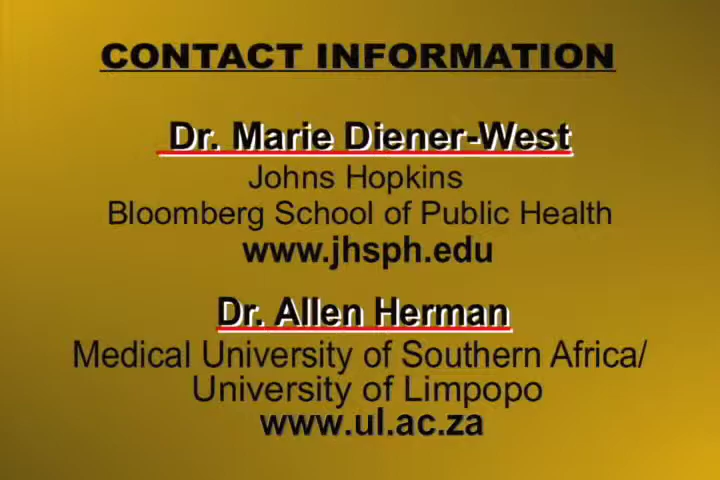 CONTACT INFORMATION
Dr. Marie Diener-West
Johns Hopkins
Bloomberg School of Public Health
www.jhsph.edu
Dr. Allen Herman
Medical University of Southern Africa/
University of Limpopo
www.ul.ac.za